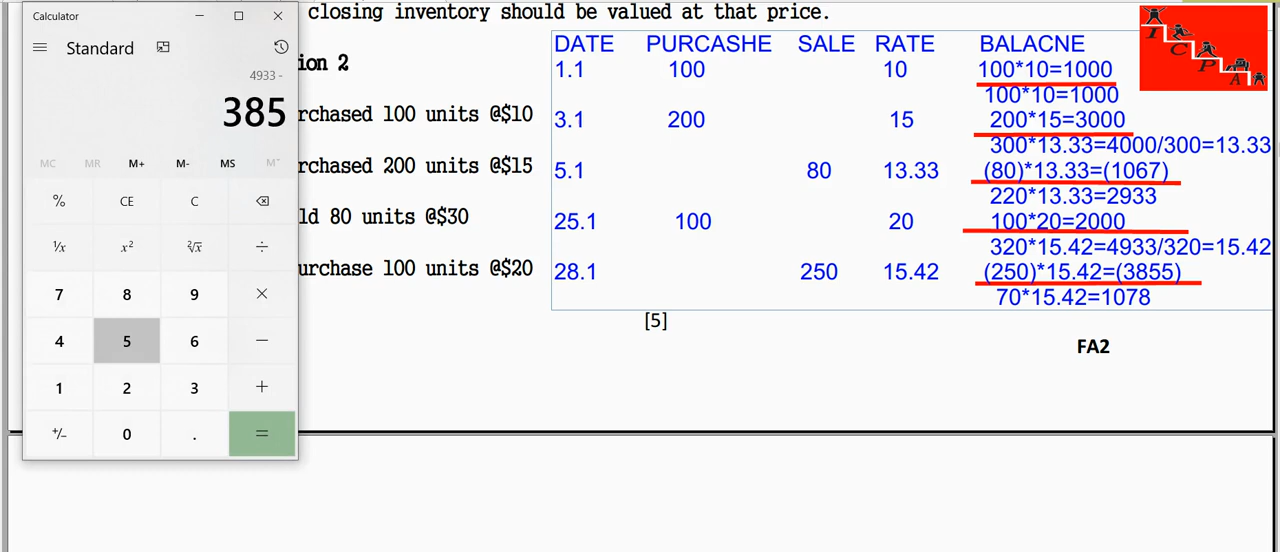 Calculator
Standard
4933 -
385
MC MR M+ M- MS M˅
% CE C
⅟x x² ²√x ÷
7 8 9 ×
4 5 6 −
1 2 3 +
+/− 0 . =
closing inventory should be valued at that price.
ion 2
rchased 100 units @$10
rchased 200 units @$15
ld 80 units @$30
urchase 100 units @$20
DATE PURCASHE SALE RATE BALACNE
1.1 100 10 100*10=1000
100*10=1000
3.1 200 15 200*15=3000
300*13.33=4000/300=13.33
5.1 80 13.33 (80)*13.33=(1067)
220*13.33=2933
25.1 100 20 100*20=2000
320*15.42=4933/320=15.42
28.1 250 15.42 (250)*15.42=(3855)
70*15.42=1078
[5]
FA2
I C P A